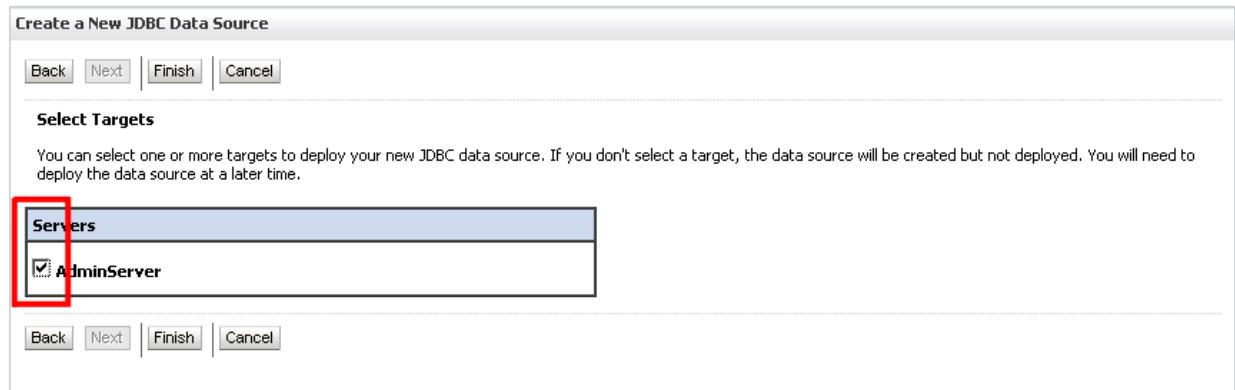 Create a New JDBC Data Source
Back Next Finish Cancel
Select Targets
You can select one or more targets to deploy your new JDBC data source. If you don't select a target, the data source will be created but not deployed. You will need to
deploy the data source at a later time.
Servers
AdminServer
Back Next Finish Cancel